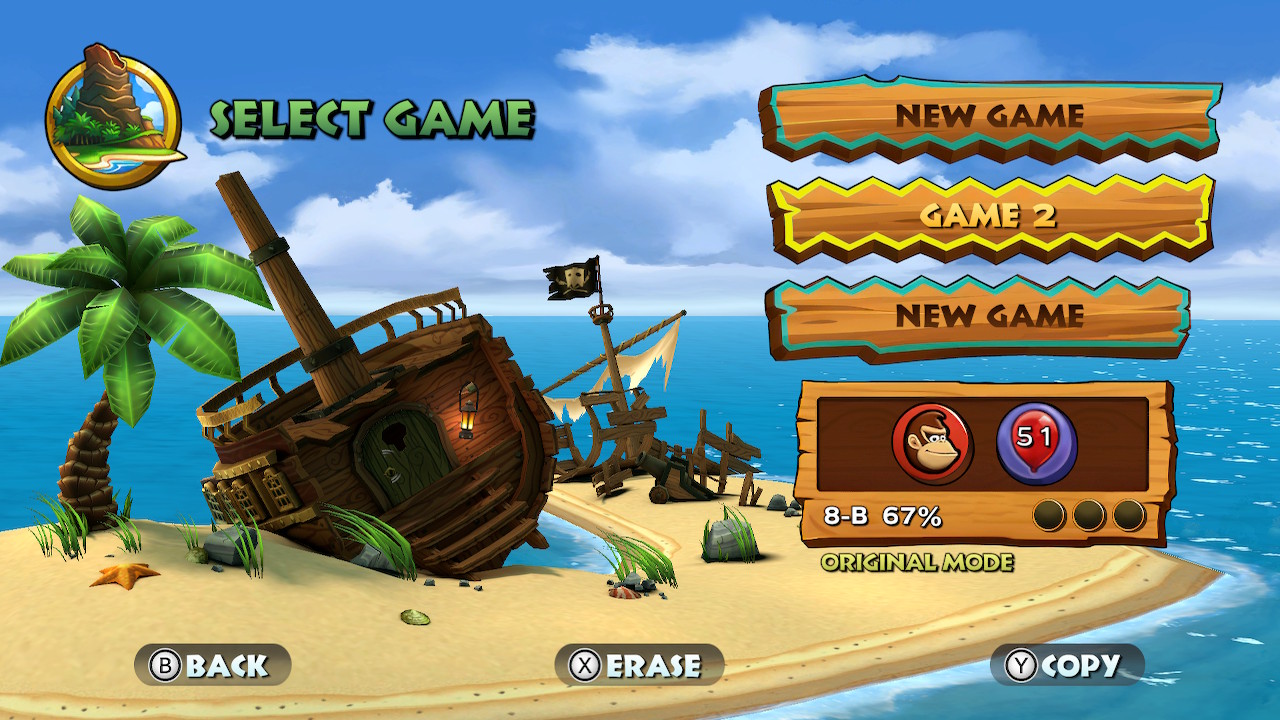 SELECT GAME
NEW GAME
GAME 2
NEW GAME
51
8-B 67%
ORIGINAL MODE
B BACK
X ERASE
Y COPY